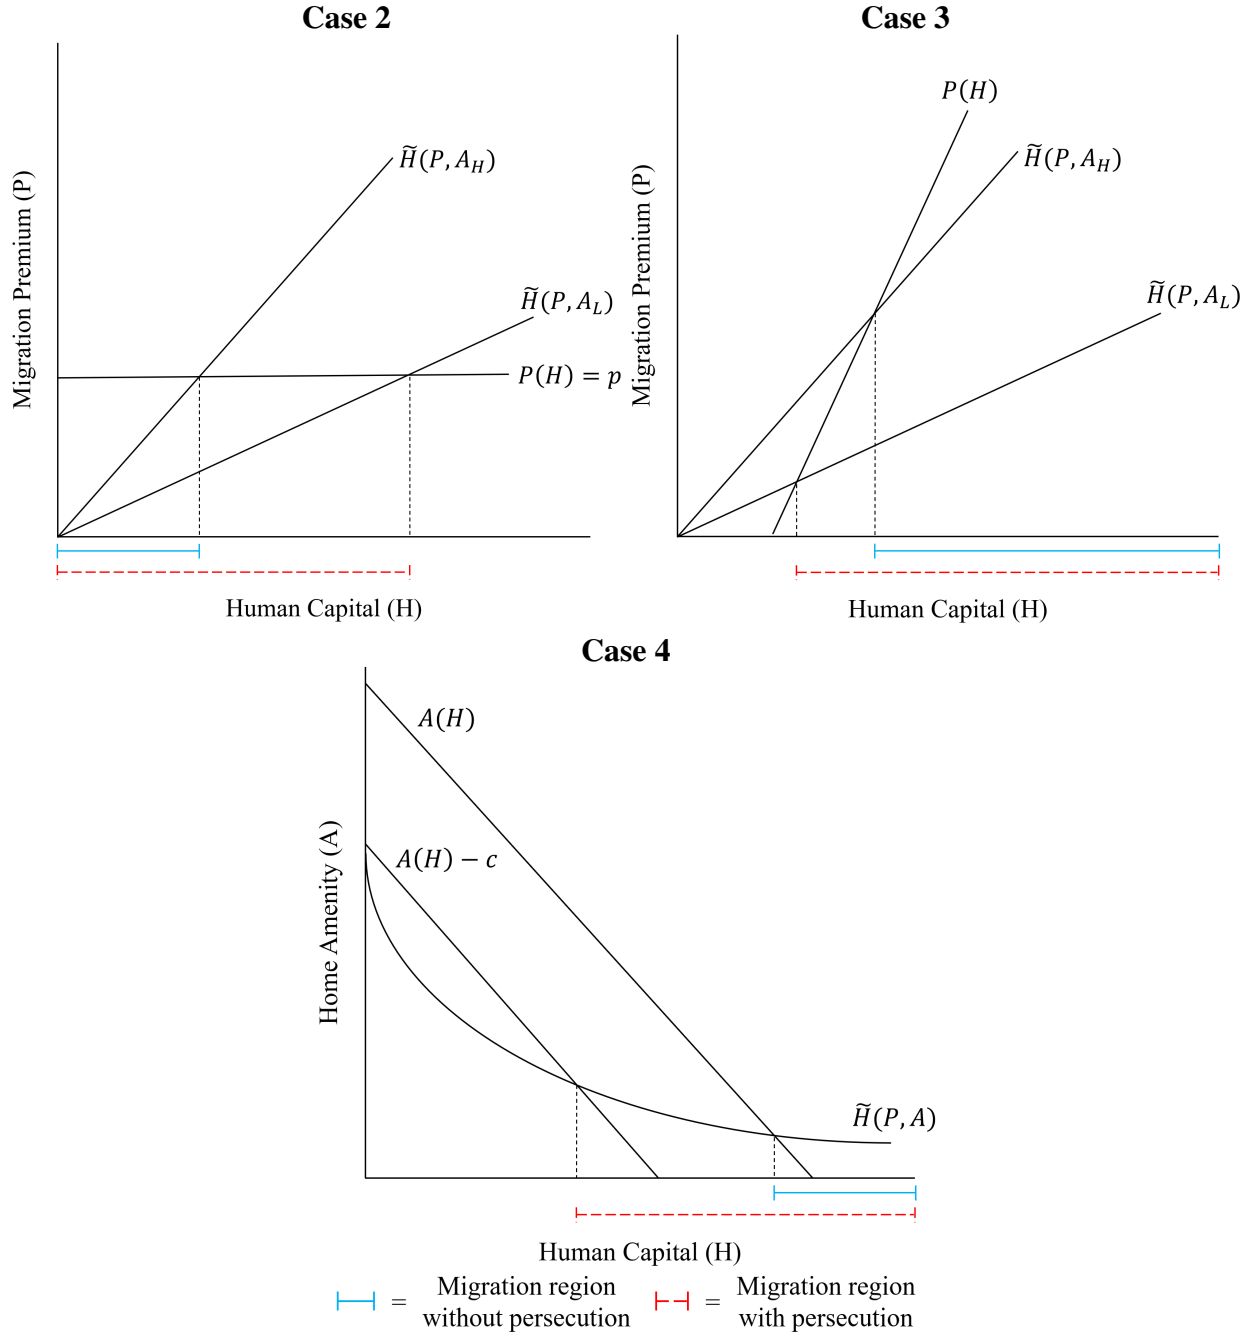 Case 2
Case 3
Migration Premium (P)
H̃(P, A_H)
H̃(P, A_L)
P(H) = p
Human Capital (H)
Migration Premium (P)
P(H)
H̃(P, A_H)
H̃(P, A_L)
Human Capital (H)
Case 4
Home Amenity (A)
A(H)
A(H) − c
H̃(P, A)
Human Capital (H)
= Migration region
without persecution
= Migration region
with persecution